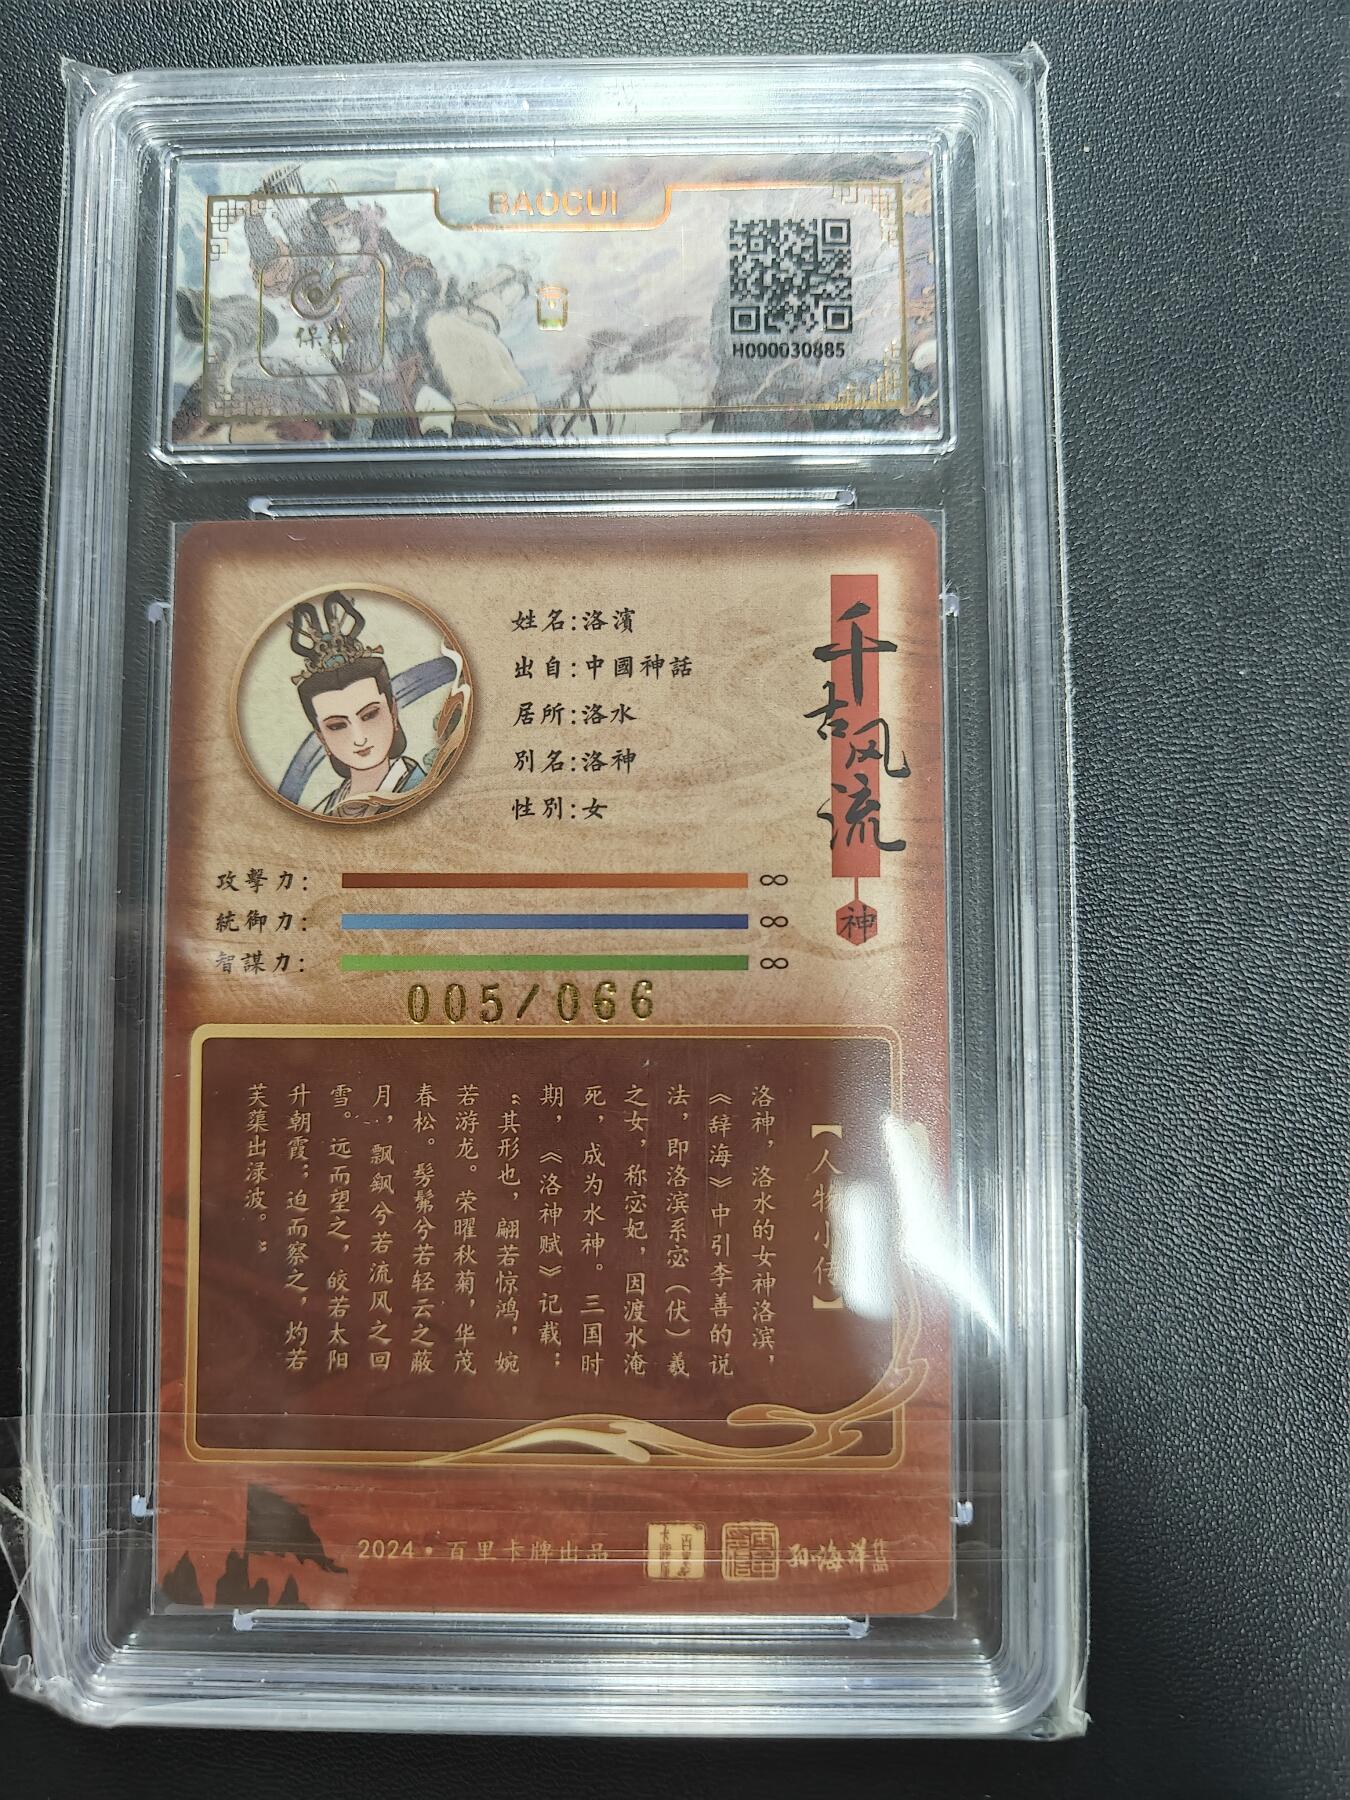 BAOCUI
保粹
H000030885
姓名:洛濱
出自:中國神話
居所:洛水
別名:洛神
性別:女
千古风流
神
攻擊力: ∞
統御力: ∞
智謀力: ∞
005/066
【人物小传】
洛神，洛水的女神洛滨，
《辞海》中引李善的说
法，即洛滨系宓（伏）羲
之女，称宓妃，因渡水淹
死，成为水神。三国时
期，《洛神赋》记载：
“其形也，翩若惊鸿，婉
若游龙。荣曜秋菊，华茂
春松。髣髴兮若轻云之蔽
月，飘飖兮若流风之回
雪。远而望之，皎若太阳
升朝霞；迫而察之，灼若
芙蕖出渌波。”
2024·百里卡牌出品
孙海洋作品